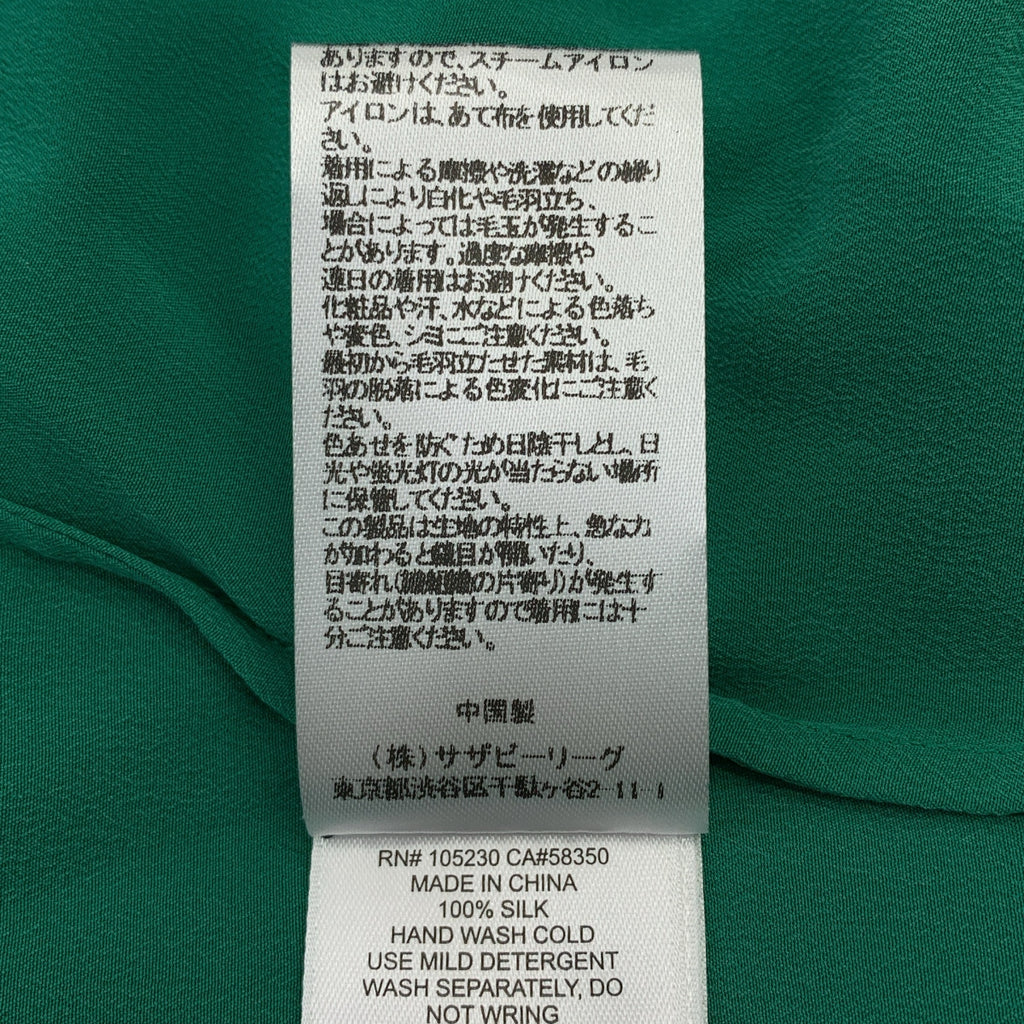 ありますので、スチームアイロン
はお避けください。
アイロンは、あて布を使用してくだ
さい。
着用による摩擦や洗濯などの繰り
返しにより白化や毛羽立ち、
場合によっては毛玉が発生するこ
とがあります。過度な摩擦や
連日の着用はお避けください。
化粧品や汗、水などによる色落ち
や変色、シミにご注意ください。
最初から毛羽立たせた素材は、毛
羽の脱落による色変化にご注意く
ださい。
色あせを防ぐため日陰干しとし、日
光や蛍光灯の光が当たらない場所
に保管してください。
この製品は生地の特性上、急な力
が加わると縫目が開いたり、
目寄れ(繊維の片寄り)が発生す
ることがありますので着用には十
分ご注意ください。
中国製
(株)サザビーリーグ
東京都渋谷区千駄ヶ谷2-11-1
RN# 105230 CA#58350
MADE IN CHINA
100% SILK
HAND WASH COLD
USE MILD DETERGENT
WASH SEPARATELY, DO
NOT WRING